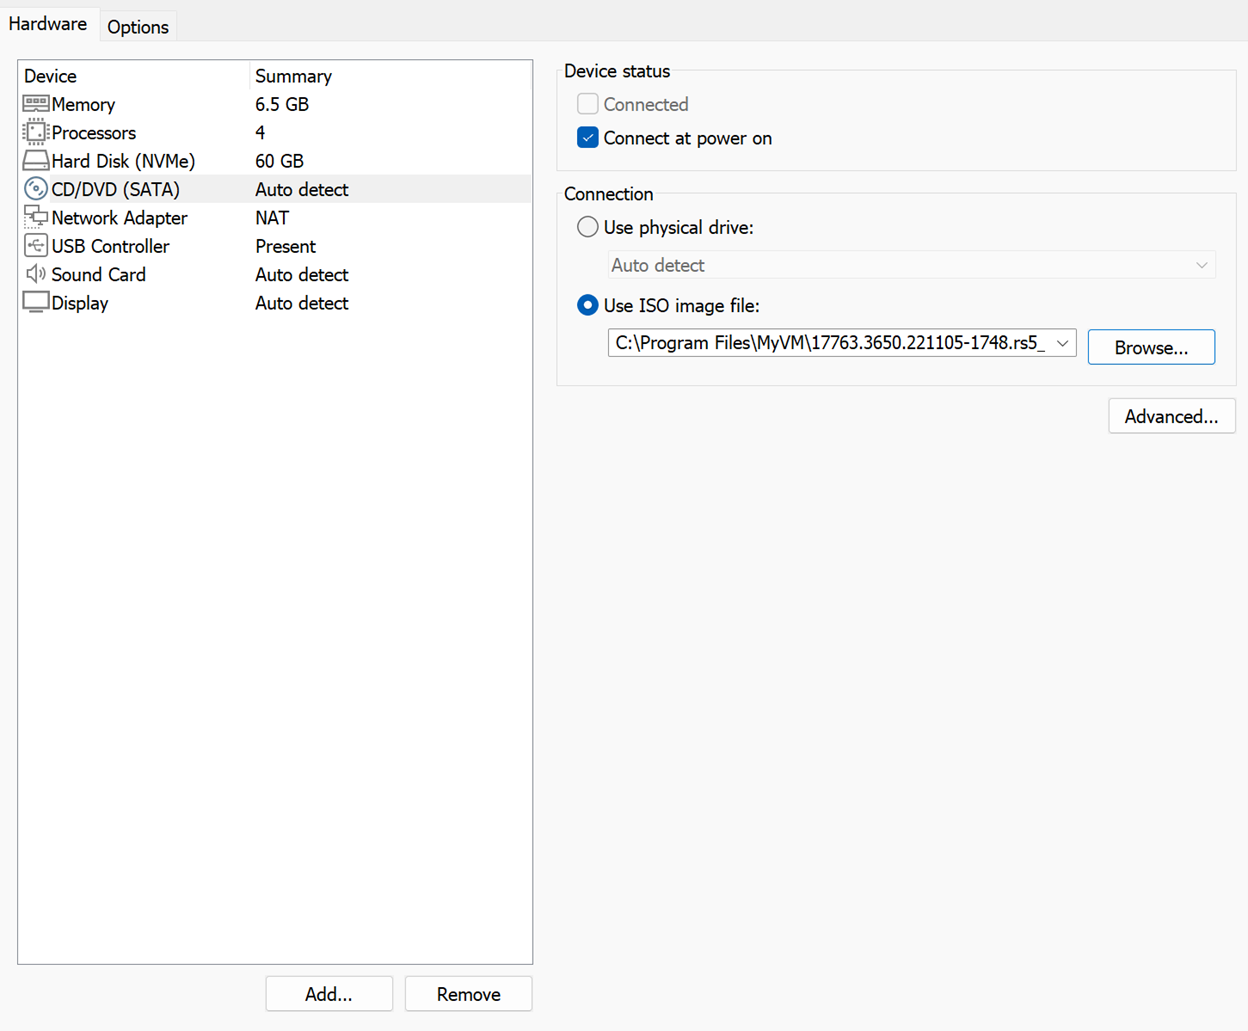 Hardware Options
Device Summary
Memory 6.5 GB
Processors 4
Hard Disk (NVMe) 60 GB
CD/DVD (SATA) Auto detect
Network Adapter NAT
USB Controller Present
Sound Card Auto detect
Display Auto detect
Add... Remove
Device status
Connected
Connect at power on
Connection
Use physical drive:
Auto detect
Use ISO image file:
C:\Program Files\MyVM\17763.3650.221105-1748.rs5_ Browse...
Advanced...